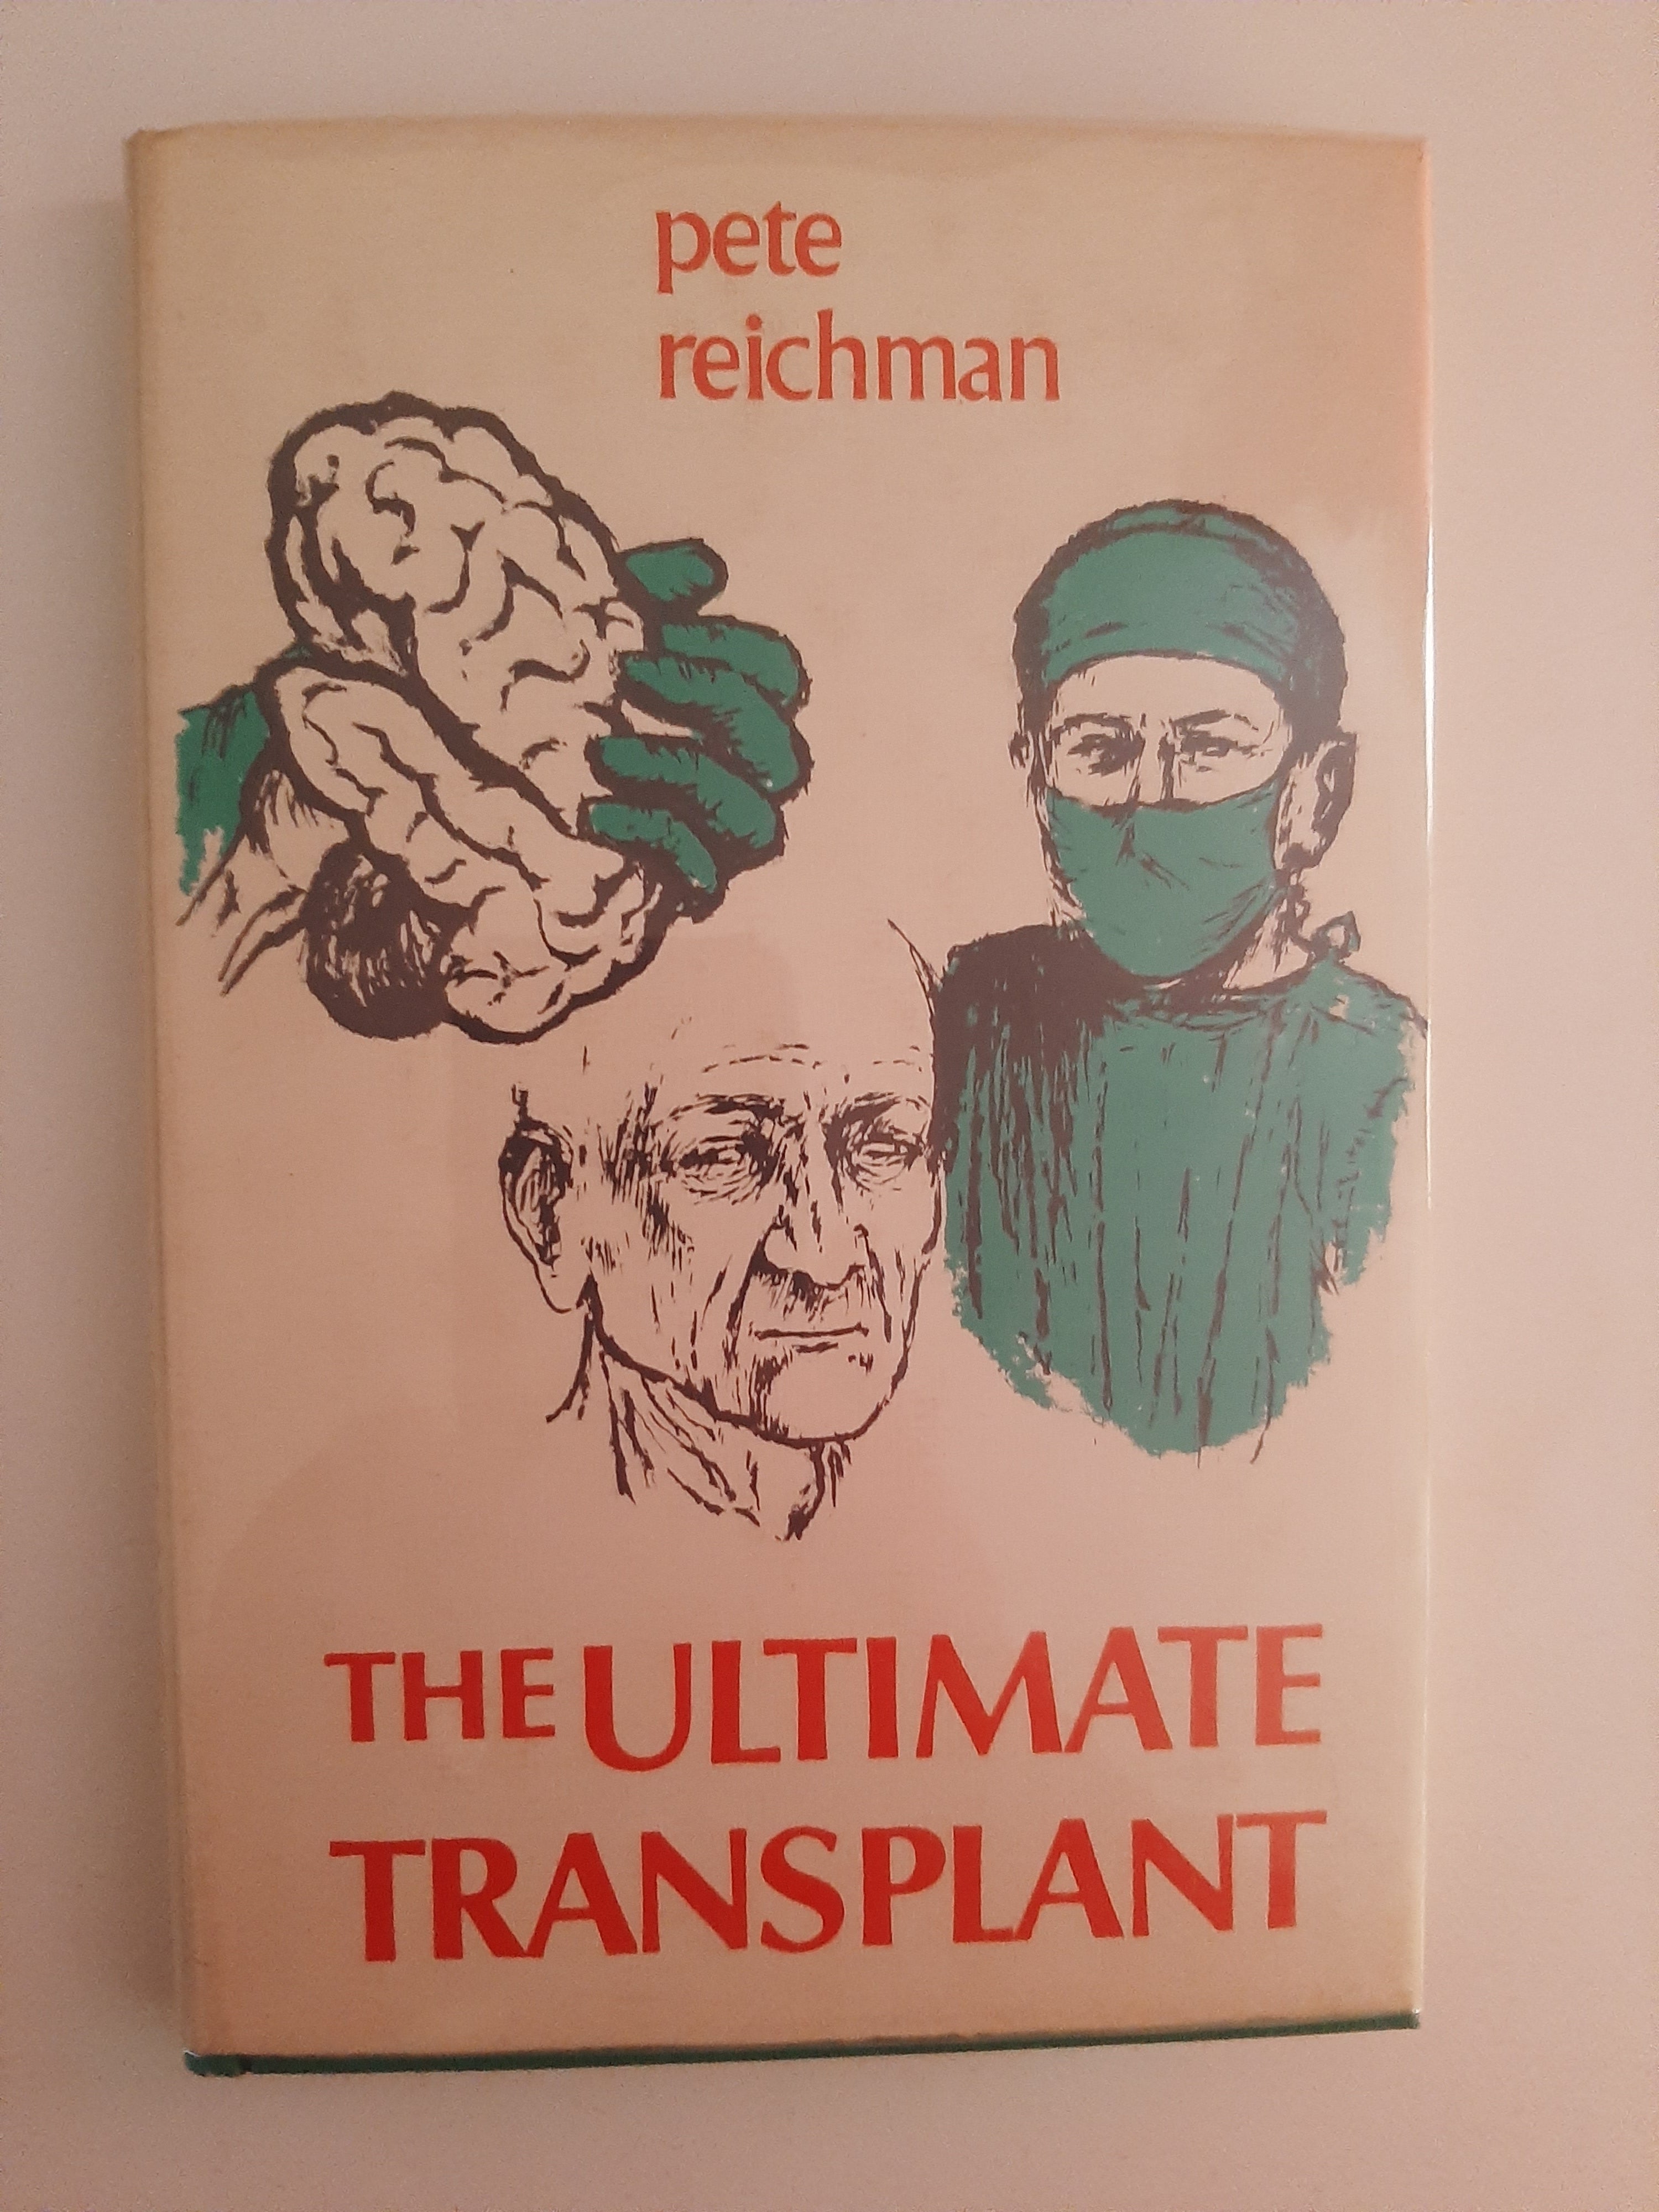 pete
reichman
THE ULTIMATE
TRANSPLANT